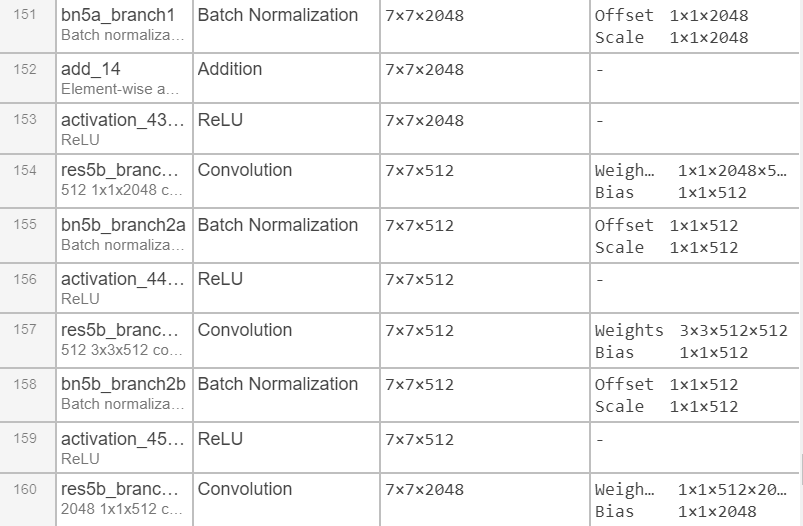 151 bn5a_branch1 Batch Normalization 7×7×2048 Offset 1×1×2048
Batch normaliza… Scale 1×1×2048
152 add_14 Addition 7×7×2048 -
Element-wise a…
153 activation_43… ReLU 7×7×2048 -
ReLU
154 res5b_branc… Convolution 7×7×512 Weigh… 1×1×2048×5…
512 1x1x2048 c… Bias 1×1×512
155 bn5b_branch2a Batch Normalization 7×7×512 Offset 1×1×512
Batch normaliza… Scale 1×1×512
156 activation_44… ReLU 7×7×512 -
ReLU
157 res5b_branc… Convolution 7×7×512 Weights 3×3×512×512
512 3x3x512 co… Bias 1×1×512
158 bn5b_branch2b Batch Normalization 7×7×512 Offset 1×1×512
Batch normaliza… Scale 1×1×512
159 activation_45… ReLU 7×7×512 -
ReLU
160 res5b_branc… Convolution 7×7×2048 Weigh… 1×1×512×20…
2048 1x1x512 c… Bias 1×1×2048